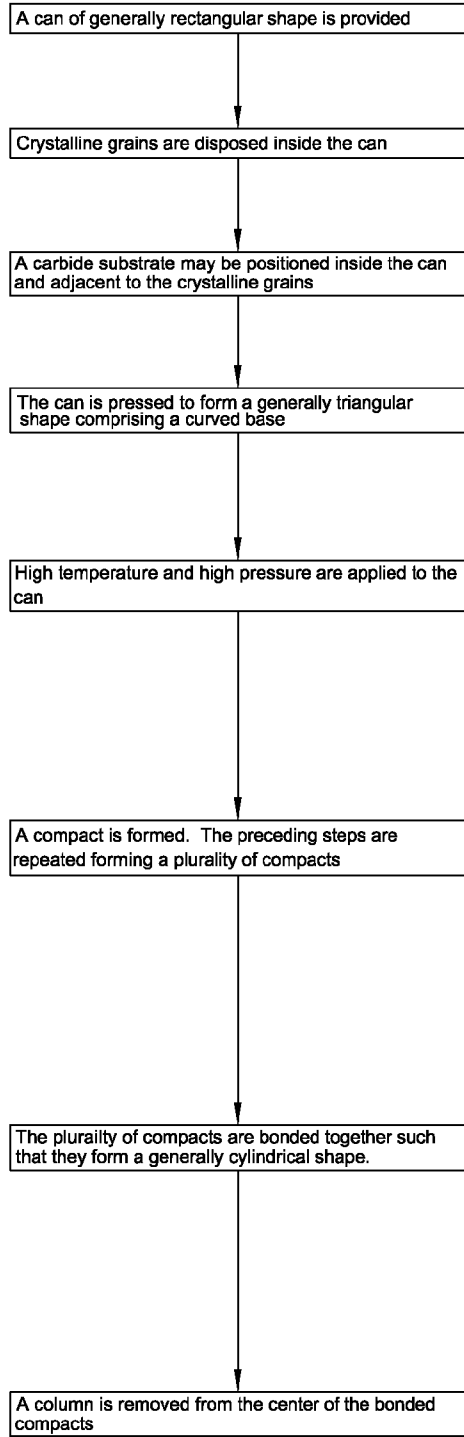 A can of generally rectangular shape is provided
Crystalline grains are disposed inside the can
A carbide substrate may be positioned inside the can
and adjacent to the crystalline grains
The can is pressed to form a generally triangular
shape comprising a curved base
High temperature and high pressure are applied to the
can
A compact is formed. The preceding steps are
repeated forming a plurality of compacts
The plurailty of compacts are bonded together such
that they form a generally cylindrical shape.
A column is removed from the center of the bonded
compacts